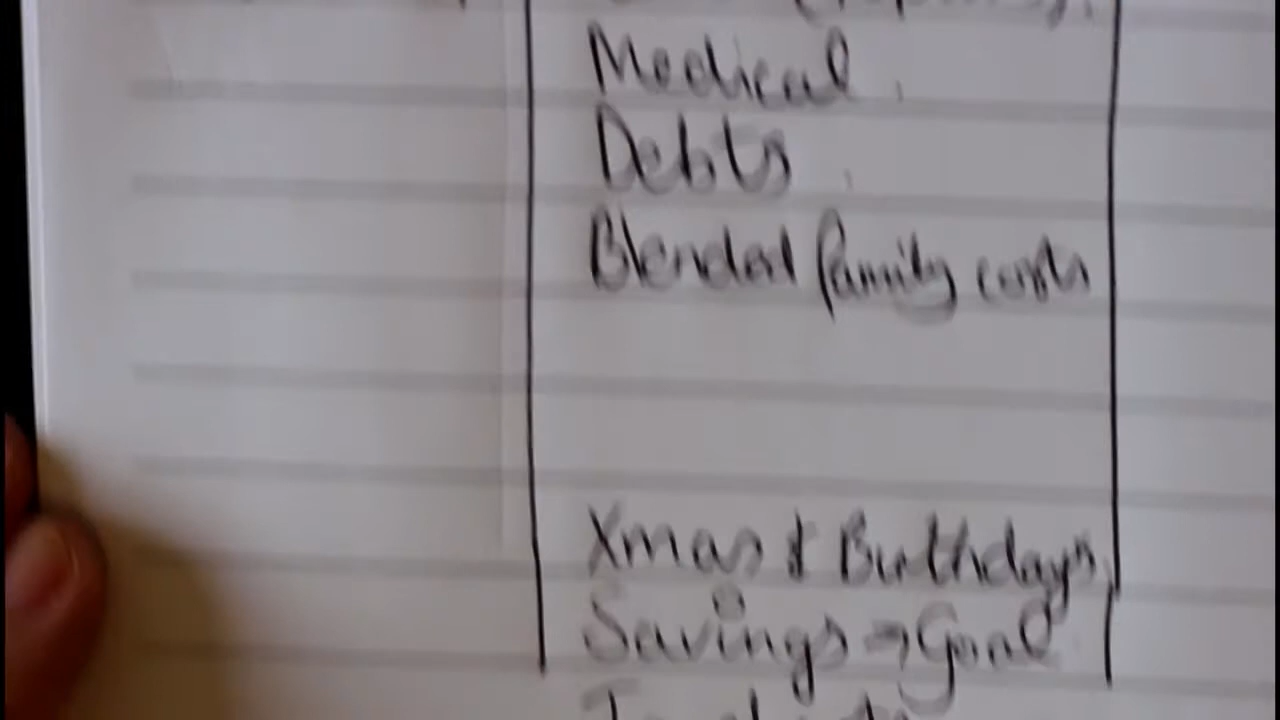 Medical.
Debts.
Blended family costs
Xmas & Birthdays
Savings → Goal